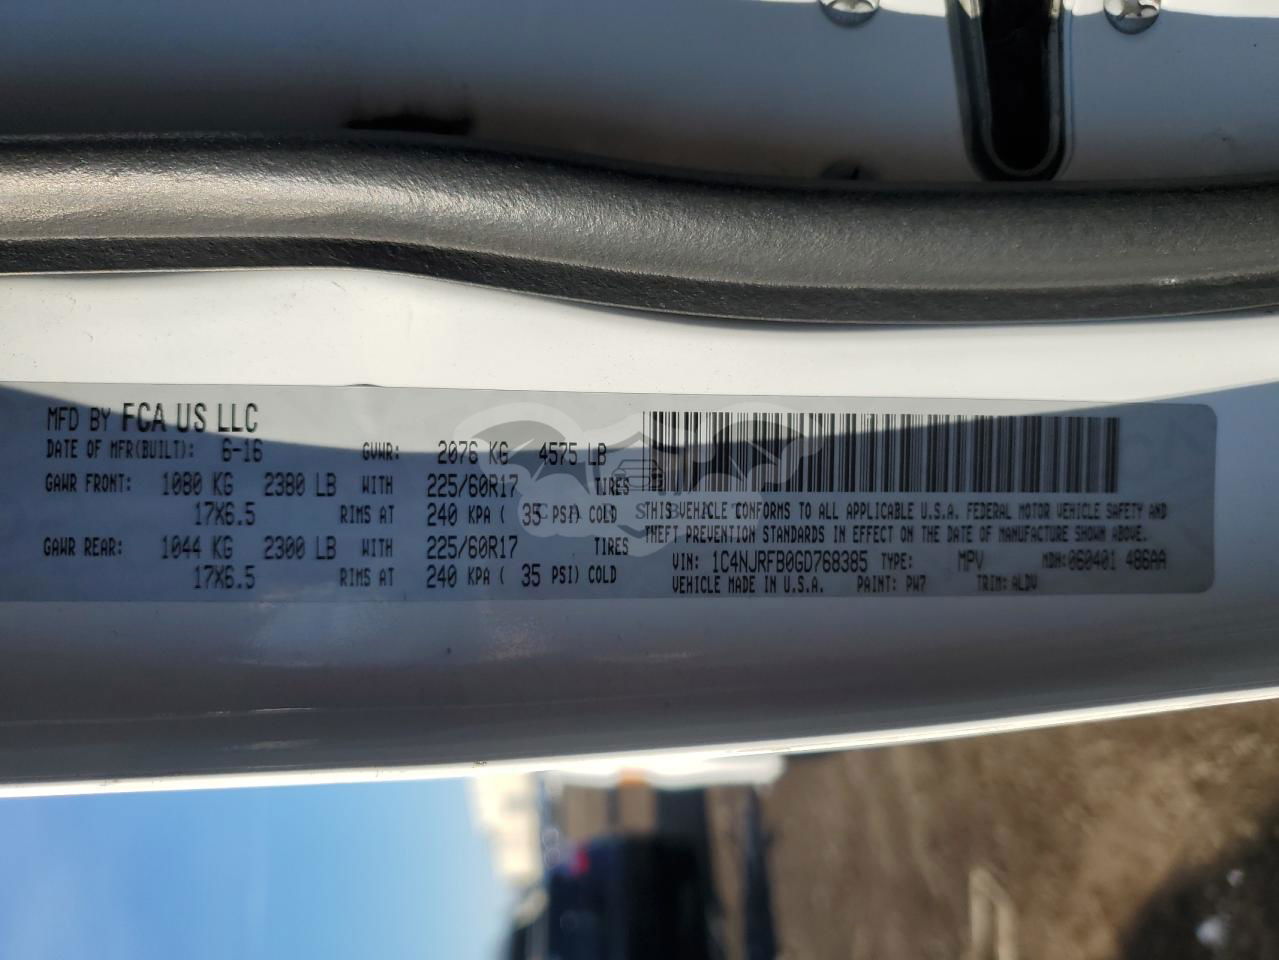 MFD BY FCA US LLC
DATE OF MFR(BUILT): 6-16 GVWR: 2076 KG 4575 LB
GAWR FRONT: 1080 KG 2380 LB WITH 225/60R17 TIRES
17X6.5 RIMS AT 240 KPA ( 35 PSI) COLD
GAWR REAR: 1044 KG 2300 LB WITH 225/60R17 TIRES
17X6.5 RIMS AT 240 KPA ( 35 PSI) COLD
THIS VEHICLE CONFORMS TO ALL APPLICABLE U.S.A. FEDERAL MOTOR VEHICLE SAFETY AND
THEFT PREVENTION STANDARDS IN EFFECT ON THE DATE OF MANUFACTURE SHOWN ABOVE.
VIN: 1C4NJRFB0GD768385 TYPE: MPV MDH: 060401 486AA
VEHICLE MADE IN U.S.A. PAINT: PW7 TRIM: ALDV